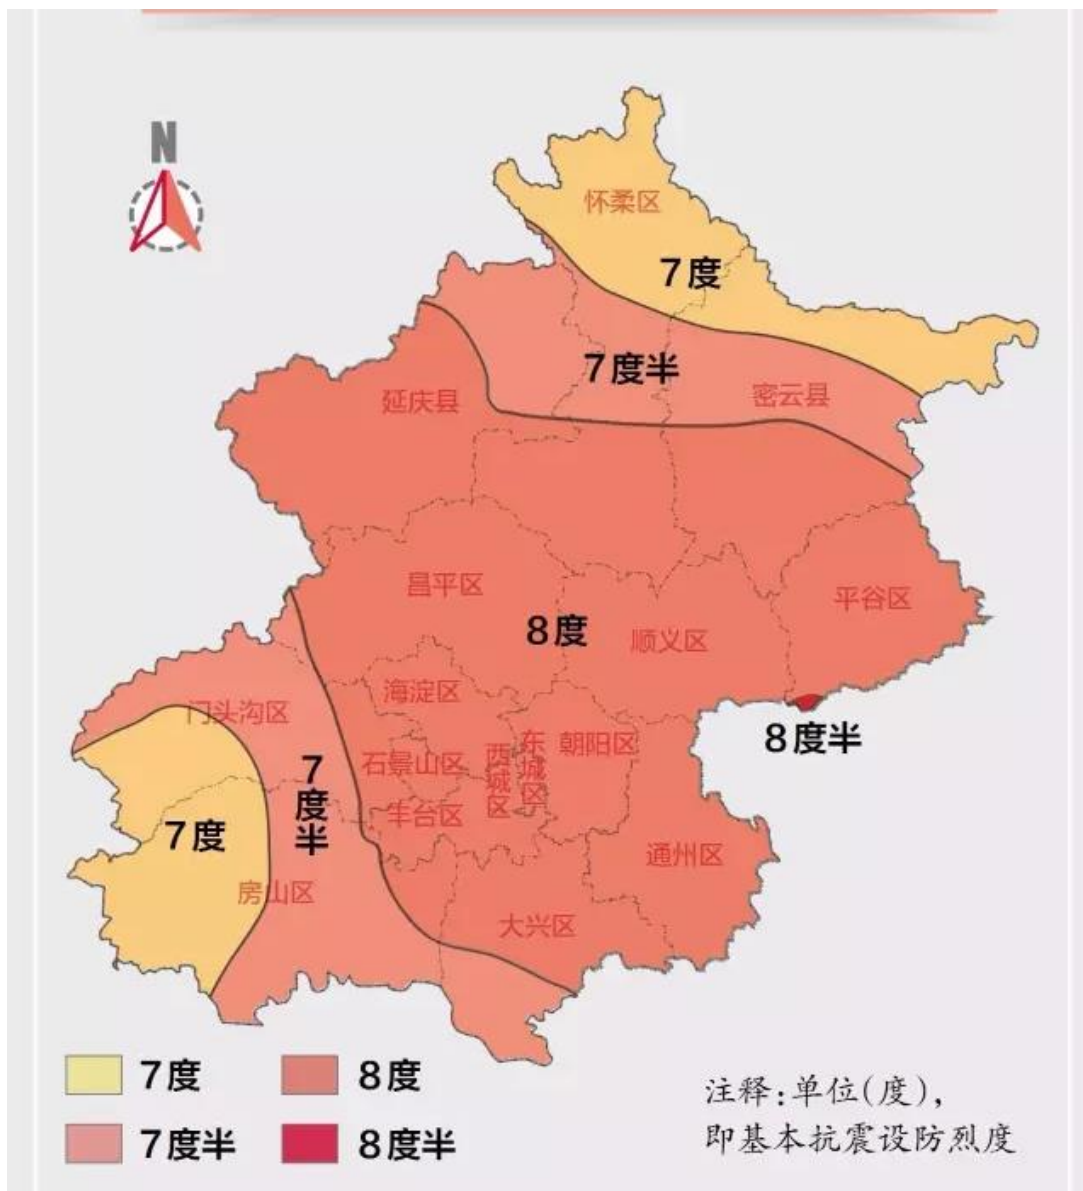 N
怀柔区
7度
7度半
延庆县
密云县
昌平区
8度
平谷区
顺义区
海淀区
门头沟区
8度半
石景山区
西城区
东城区
朝阳区
7度半
丰台区
7度
通州区
房山区
大兴区
7度
8度
7度半
8度半
注释:单位(度),
即基本抗震设防烈度